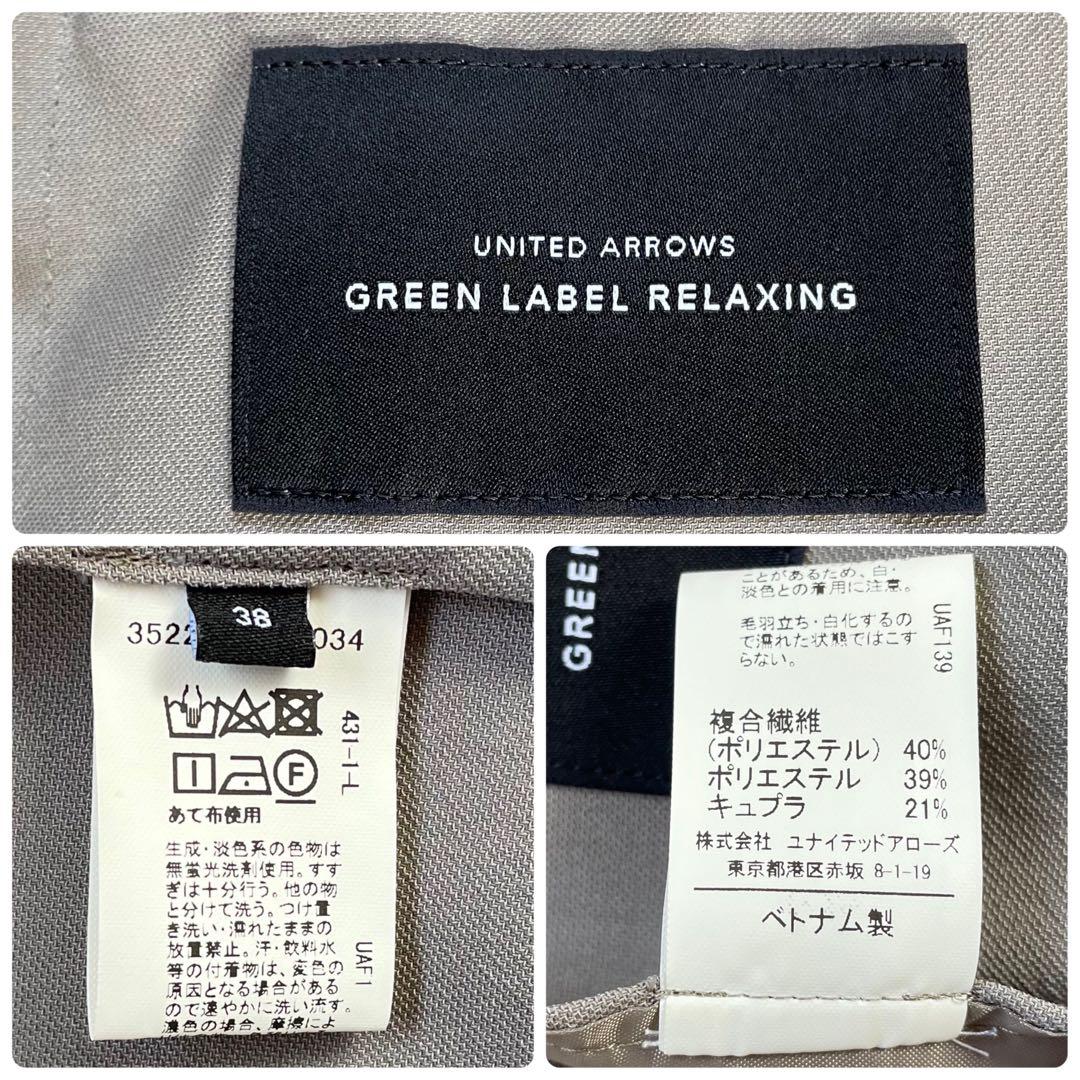 UNITED ARROWS
GREEN LABEL RELAXING
38
3522
034
431-1-L
F
あて布使用
生成・淡色系の色物は
無蛍光洗剤使用。すす
ぎは十分行う。他の物
と分けて洗う。つけ置
き洗い・濡れたままの
放置禁止。汗・飲料水
等の付着物は、変色の
原因となる場合がある
ので速やかに洗い流す。
濃色の場合、摩擦によ
UAF1
GREEN
ことがあるため、白・
淡色との着用に注意。
毛羽立ち・白化するの
で濡れた状態ではこす
らない。
UAF139
複合繊維
(ポリエステル) 40%
ポリエステル 39%
キュプラ 21%
株式会社 ユナイテッドアローズ
東京都港区赤坂 8-1-19
ベトナム製